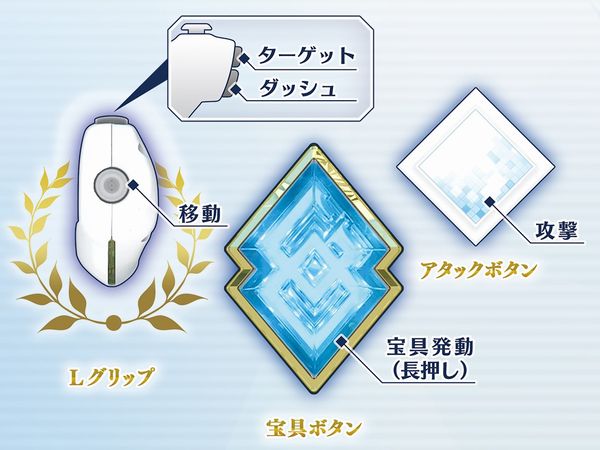 ターゲット
ダッシュ
移動
攻撃
アタックボタン
宝具発動
(長押し)
Lグリップ
宝具ボタン